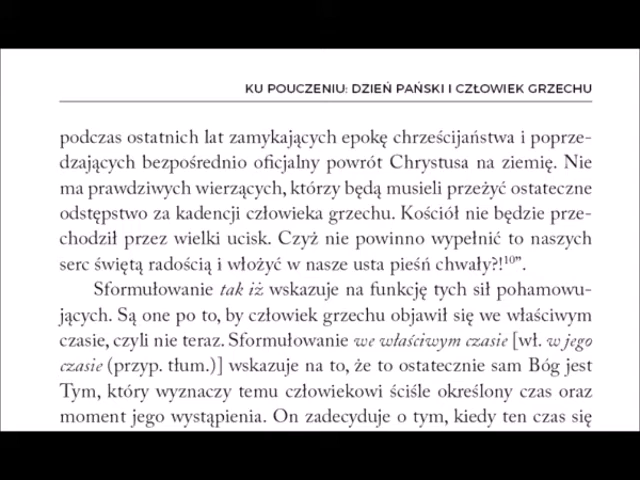 KU POUCZENIU: DZIEŃ PAŃSKI I CZŁOWIEK GRZECHU
podczas ostatnich lat zamykających epokę chrześcijaństwa i poprze-
dzających bezpośrednio oficjalny powrót Chrystusa na ziemię. Nie
ma prawdziwych wierzących, którzy będą musieli przeżyć ostateczne
odstępstwo za kadencji człowieka grzechu. Kościół nie będzie prze-
chodził przez wielki ucisk. Czyż nie powinno wypełnić to naszych
serc świętą radością i włożyć w nasze usta pieśń chwały?!¹⁰”.
Sformułowanie tak iż wskazuje na funkcję tych sił pohamowu-
jących. Są one po to, by człowiek grzechu objawił się we właściwym
czasie, czyli nie teraz. Sformułowanie we właściwym czasie [wł. w jego
czasie (przyp. tłum.)] wskazuje na to, że to ostatecznie sam Bóg jest
Tym, który wyznaczy temu człowiekowi ściśle określony czas oraz
moment jego wystąpienia. On zadecyduje o tym, kiedy ten czas się